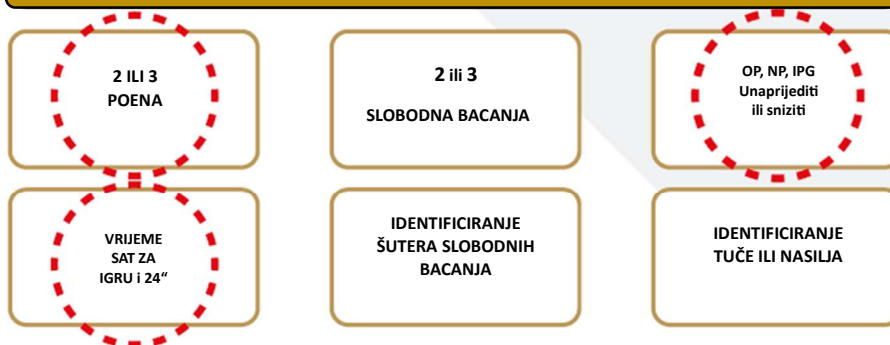 2 ILI 3
POENA
2 ili 3
SLOBODNA BACANJA
OP, NP, IPG
Unaprijediti
ili sniziti
VRIJEME
SAT ZA
IGRU i 24“
IDENTIFICIRANJE
ŠUTERA SLOBODNIH
BACANJA
IDENTIFICIRANJE
TUČE ILI NASILJA